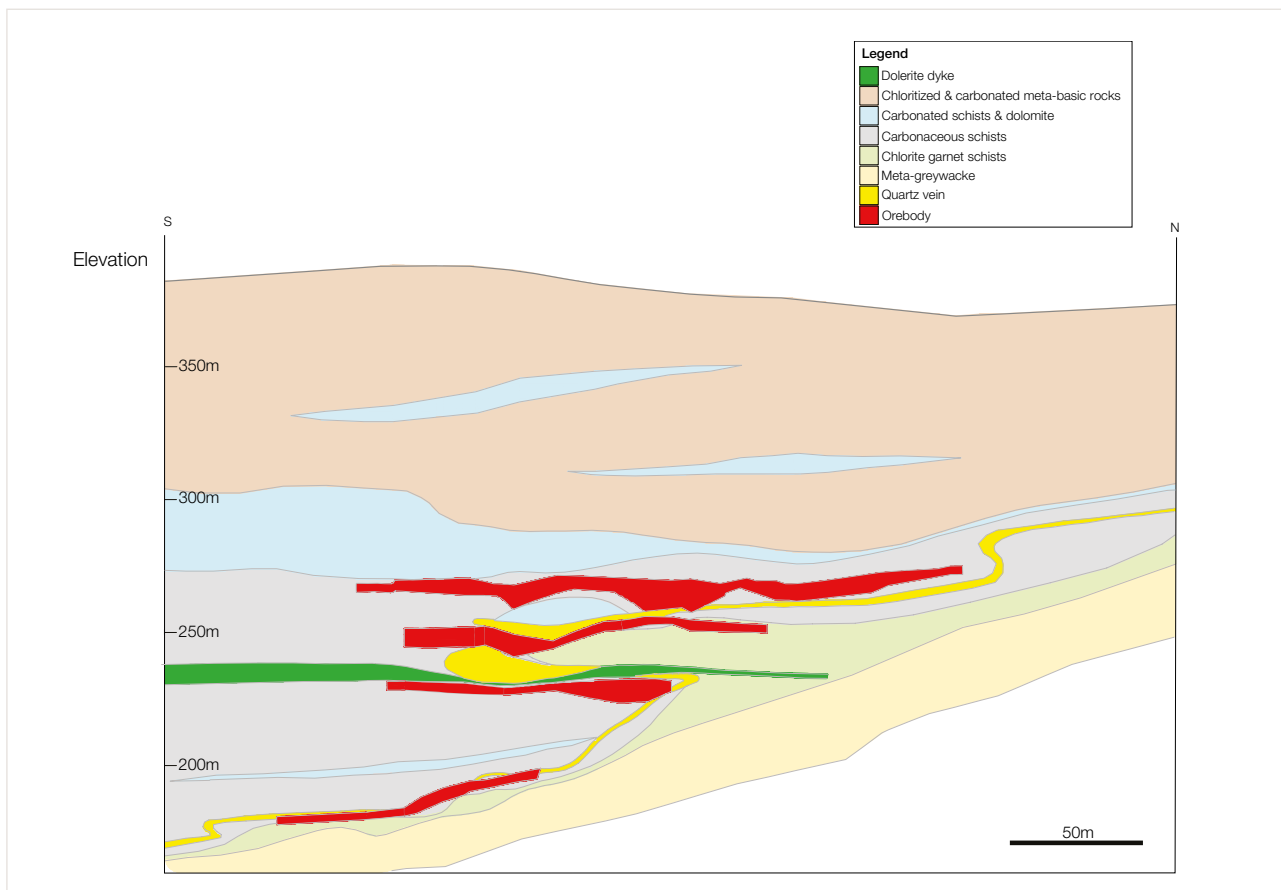 Legend
Dolerite dyke
Chloritized & carbonated meta-basic rocks
Carbonated schists & dolomite
Carbonaceous schists
Chlorite garnet schists
Meta-greywacke
Quartz vein
Orebody
S
N
Elevation
350m
300m
250m
200m
50m